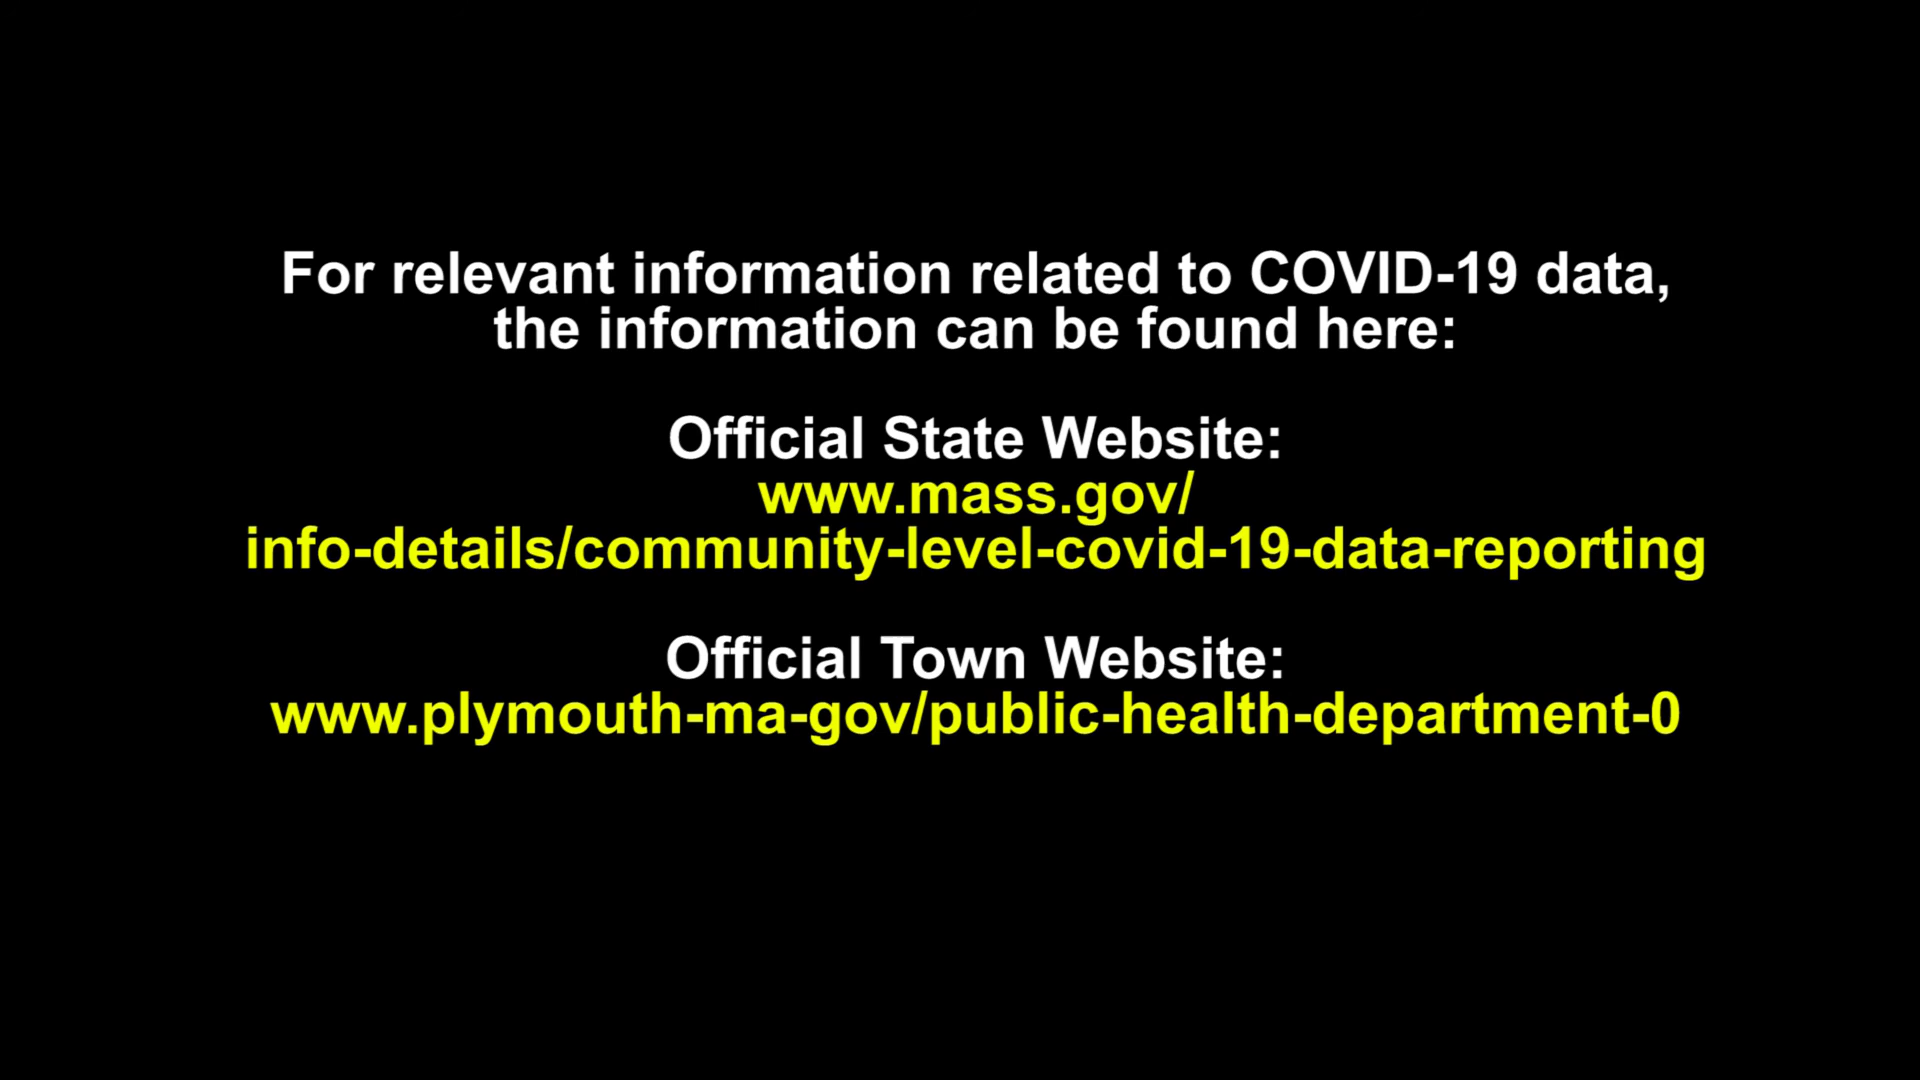 For relevant information related to COVID-19 data,
the information can be found here:
Official State Website:
www.mass.gov/
info-details/community-level-covid-19-data-reporting
Official Town Website:
www.plymouth-ma-gov/public-health-department-0